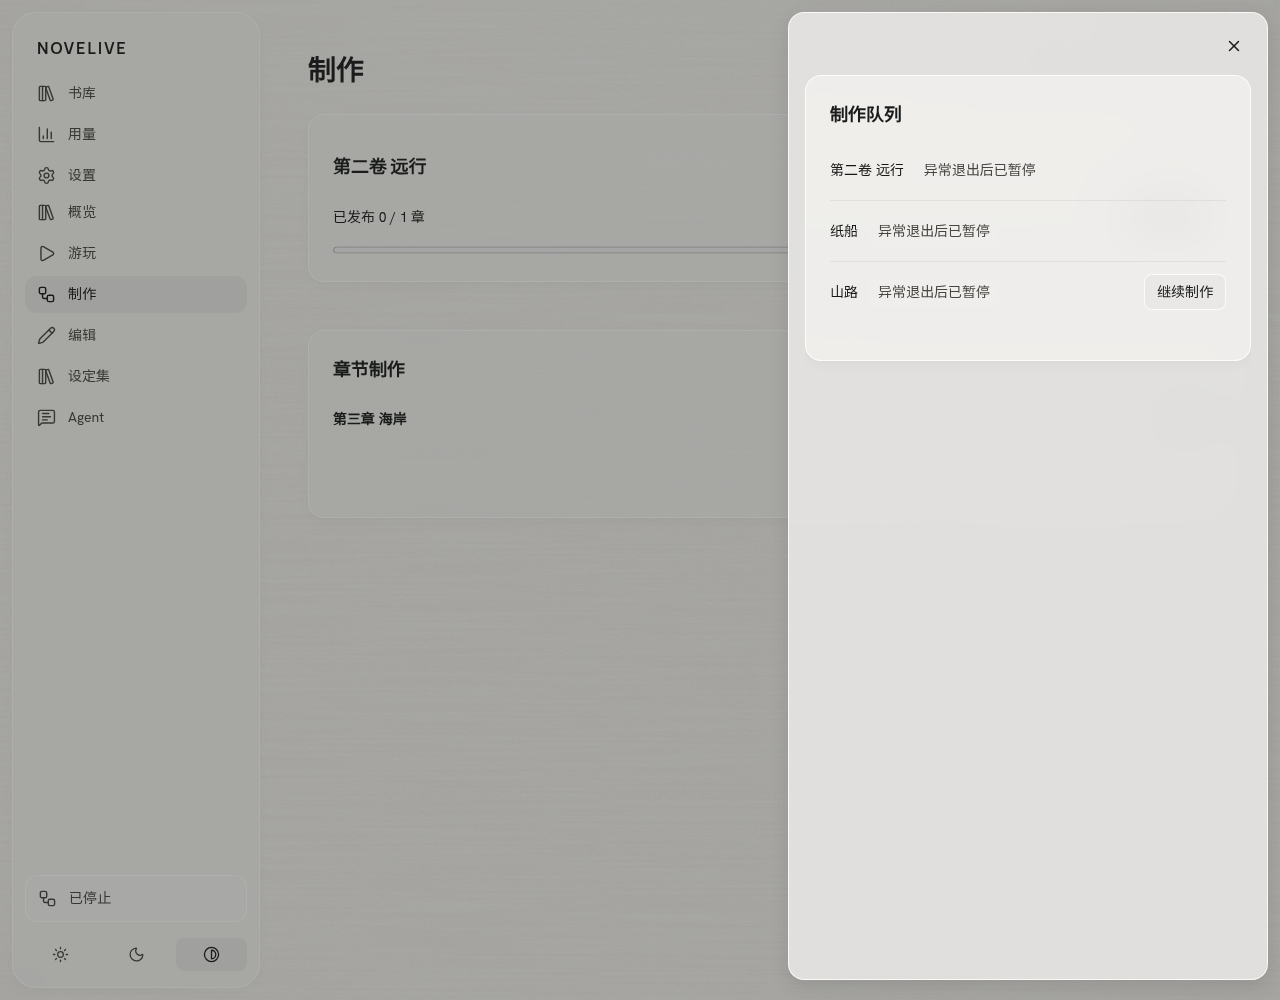 NOVELIVE
书库
用量
设置
概览
游玩
制作
编辑
设定集
Agent
已停止
制作
第二卷 远行
已发布 0 / 1 章
章节制作
第三章 海岸
制作队列
第二卷 远行 异常退出后已暂停
纸船 异常退出后已暂停
山路 异常退出后已暂停 继续制作